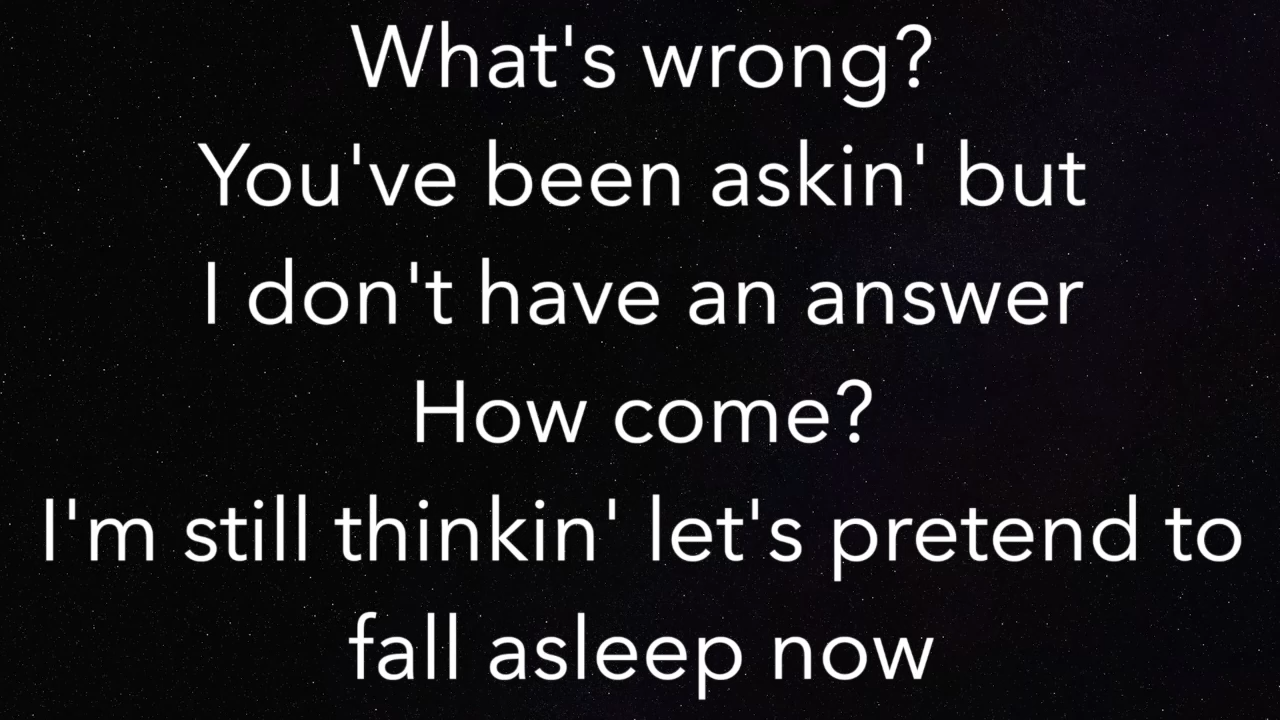 What's wrong?
You've been askin' but
I don't have an answer
How come?
I'm still thinkin' let's pretend to
fall asleep now